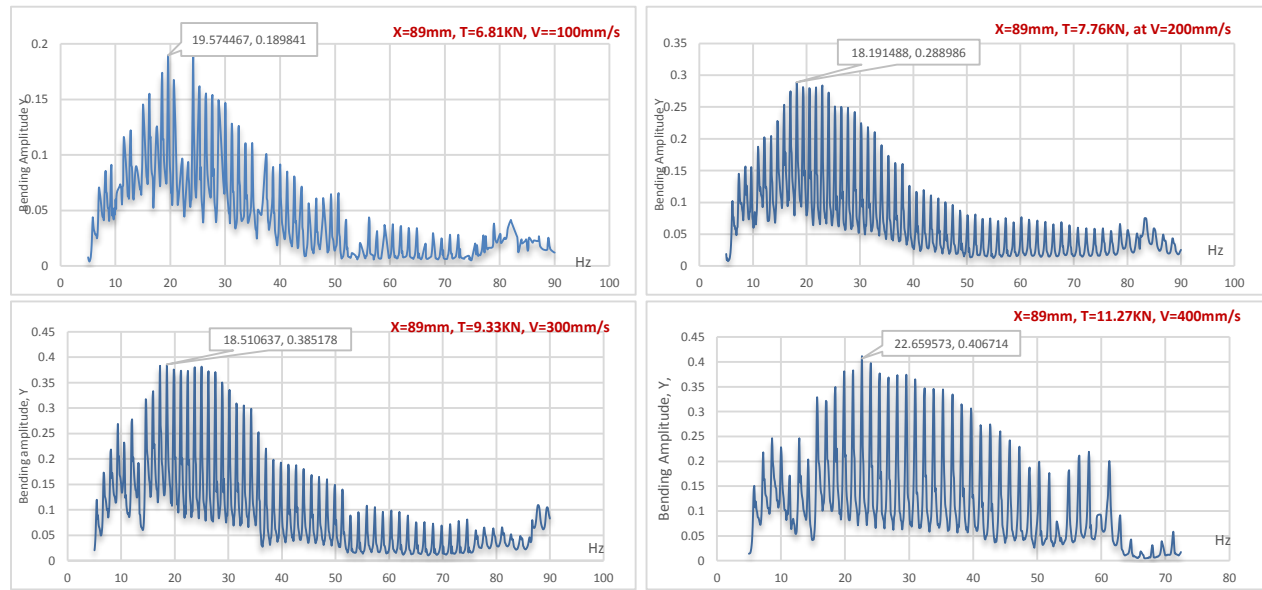 X=89mm, T=6.81KN, V==100mm/s
19.574467, 0.189841
Bending Amplitude Y
0.2
0.15
0.1
0.05
0
0 10 20 30 40 50 60 70 80 90 100
Hz
X=89mm, T=7.76KN, at V=200mm/s
18.191488, 0.288986
Bending Amplitude Y
0.35
0.3
0.25
0.2
0.15
0.1
0.05
0
0 10 20 30 40 50 60 70 80 90 100
Hz
X=89mm, T=9.33KN, V=300mm/s
18.510637, 0.385178
Bending amplitude, Y
0.45
0.4
0.35
0.3
0.25
0.2
0.15
0.1
0.05
0
0 10 20 30 40 50 60 70 80 90 100
Hz
X=89mm, T=11.27KN, V=400mm/s
22.659573, 0.406714
Bending Amplitude, Y,
0.45
0.4
0.35
0.3
0.25
0.2
0.15
0.1
0.05
0
0 10 20 30 40 50 60 70 80
Hz